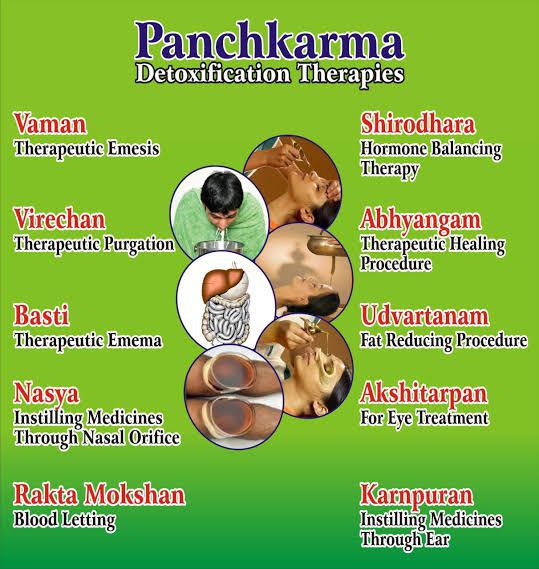 Panchkarma
Detoxification Therapies
Vaman
Therapeutic Emesis
Virechan
Therapeutic Purgation
Basti
Therapeutic Emema
Nasya
Instilling Medicines
Through Nasal Orifice
Rakta Mokshan
Blood Letting
Shirodhara
Hormone Balancing
Therapy
Abhyangam
Therapeutic Healing
Procedure
Udvartanam
Fat Reducing Procedure
Akshitarpan
For Eye Treatment
Karnpuran
Instilling Medicines
Through Ear